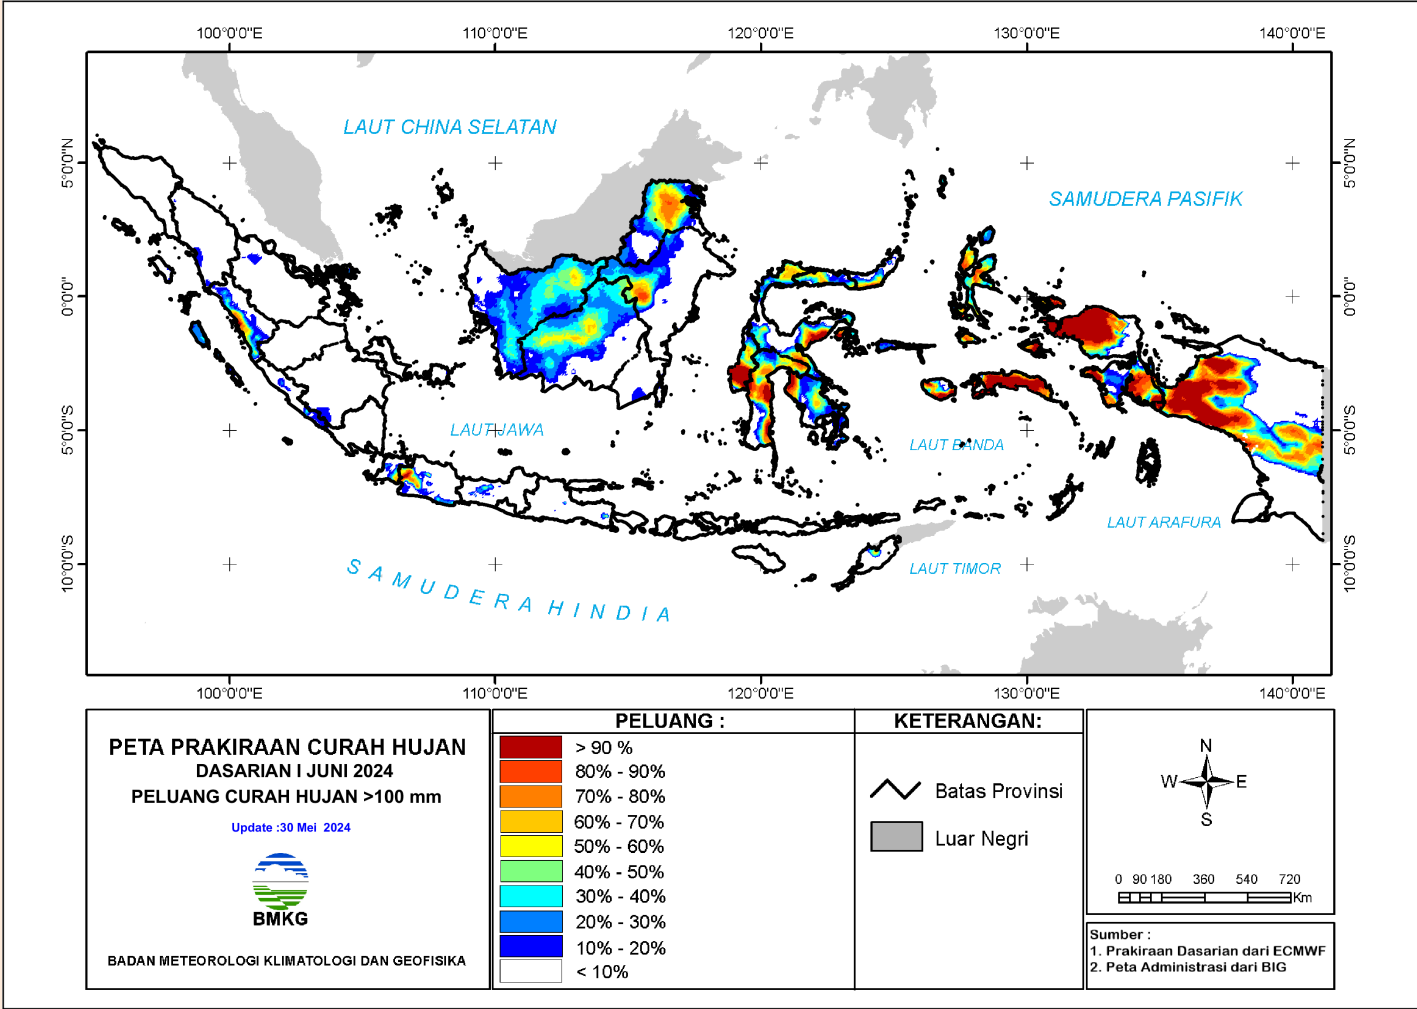 100°0'0"E 110°0'0"E 120°0'0"E 130°0'0"E 140°0'0"E
5°0'0"N
0°0'0"
5°0'0"S
10°0'0"S
LAUT CHINA SELATAN
SAMUDERA PASIFIK
LAUT JAWA
LAUT BANDA
LAUT ARAFURA
LAUT TIMOR
SAMUDERA HINDIA
5°0'0"N
0°0'0"
5°0'0"S
10°0'0"S
100°0'0"E 110°0'0"E 120°0'0"E 130°0'0"E 140°0'0"E
PETA PRAKIRAAN CURAH HUJAN
DASARIAN I JUNI 2024
PELUANG CURAH HUJAN >100 mm
Update :30 Mei 2024
BMKG
BADAN METEOROLOGI KLIMATOLOGI DAN GEOFISIKA
PELUANG :
> 90 %
80% - 90%
70% - 80%
60% - 70%
50% - 60%
40% - 50%
30% - 40%
20% - 30%
10% - 20%
< 10%
KETERANGAN:
Batas Provinsi
Luar Negri
N
W E
S
0 90 180 360 540 720
Km
Sumber :
1. Prakiraan Dasarian dari ECMWF
2. Peta Administrasi dari BIG